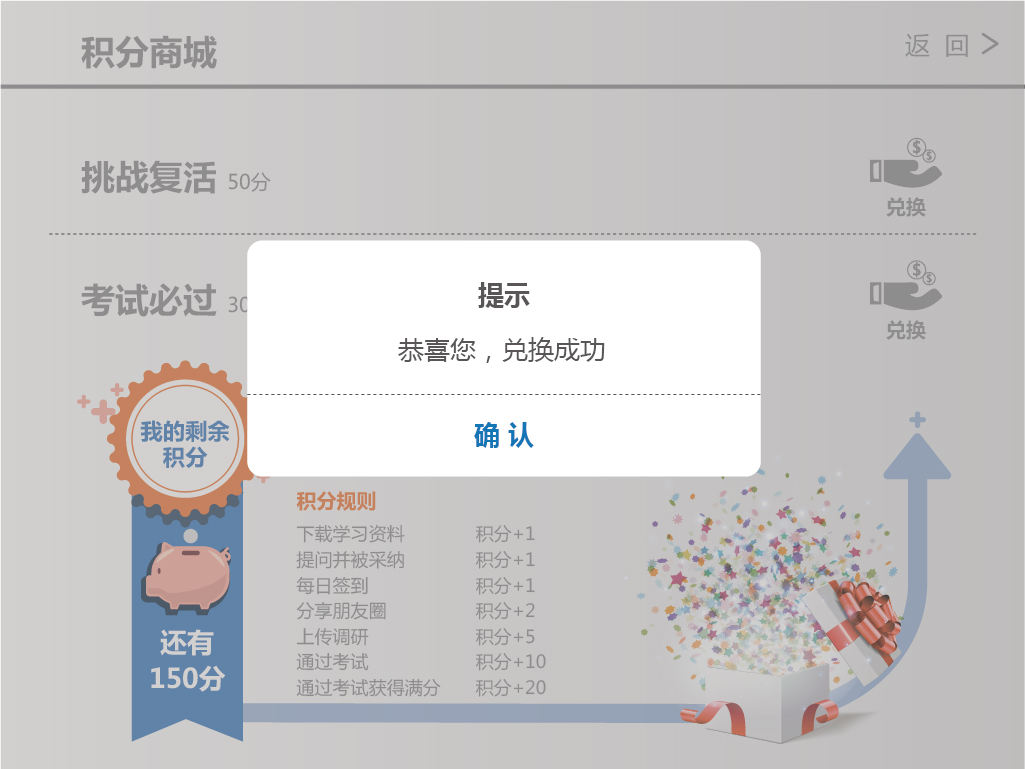 积分商城
返 回
挑战复活 50分
兑换
提示
恭喜您，兑换成功
确 认
考试必过 30
兑换
我的剩余
积分
还有
150分
积分规则
下载学习资料 积分+1
提问并被采纳 积分+1
每日签到 积分+1
分享朋友圈 积分+2
上传调研 积分+5
通过考试 积分+10
通过考试获得满分 积分+20